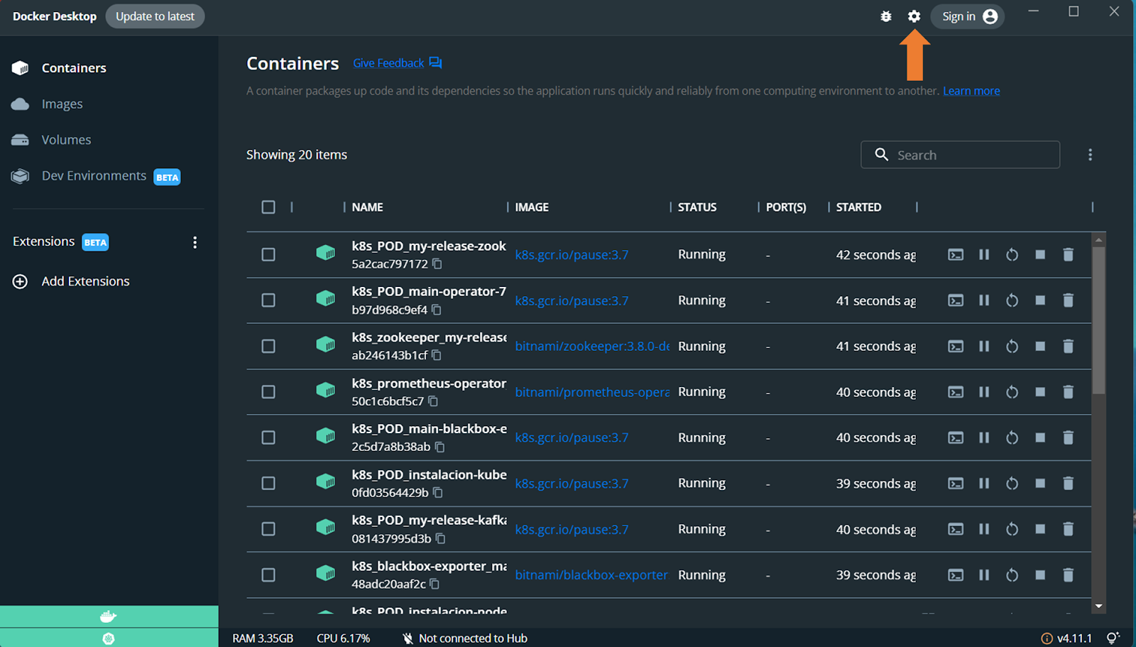 Docker Desktop Update to latest Sign in
Containers
Images
Volumes
Dev Environments BETA
Extensions BETA
Add Extensions
Containers Give Feedback
A container packages up code and its dependencies so the application runs quickly and reliably from one computing environment to another. Learn more
Showing 20 items Search
NAME IMAGE STATUS PORT(S) STARTED
k8s_POD_my-release-zook
5a2cac797172 k8s.gcr.io/pause:3.7 Running - 42 seconds ag
k8s_POD_main-operator-7
b97d968c9ef4 k8s.gcr.io/pause:3.7 Running - 41 seconds ag
k8s_zookeeper_my-release
ab246143b1cf bitnami/zookeeper:3.8.0-de Running - 41 seconds ag
k8s_prometheus-operator
50c1c6bcf5c7 bitnami/prometheus-opera Running - 40 seconds ag
k8s_POD_main-blackbox-e
2c5d7a8b38ab k8s.gcr.io/pause:3.7 Running - 40 seconds ag
k8s_POD_instalacion-kube
0fd03564429b k8s.gcr.io/pause:3.7 Running - 39 seconds ag
k8s_POD_my-release-kafka
081437995d3b k8s.gcr.io/pause:3.7 Running - 40 seconds ag
k8s_blackbox-exporter_ma
48adc20aaf2c bitnami/blackbox-exporter Running - 39 seconds ag
k8s_POD_instalacion-node
RAM 3.35GB CPU 6.17% Not connected to Hub v4.11.1